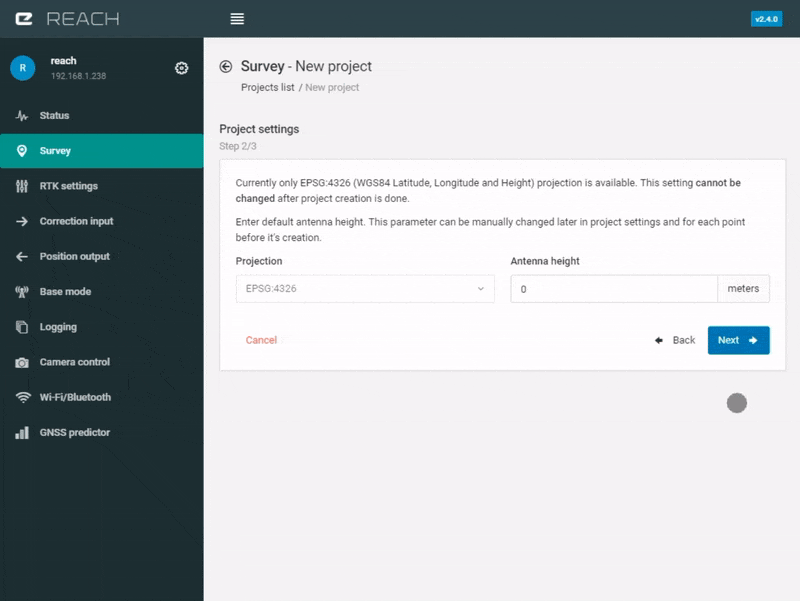 REACH
v2.4.0
R
reach
192.168.1.238
Status
Survey
RTK settings
Correction input
Position output
Base mode
Logging
Camera control
Wi-Fi/Bluetooth
GNSS predictor
Survey - New project
Projects list / New project
Project settings
Step 2/3
Currently only EPSG:4326 (WGS84 Latitude, Longitude and Height) projection is available. This setting cannot be
changed after project creation is done.
Enter default antenna height. This parameter can be manually changed later in project settings and for each point
before it's creation.
Projection
Antenna height
EPSG:4326
0
meters
Cancel
Back
Next